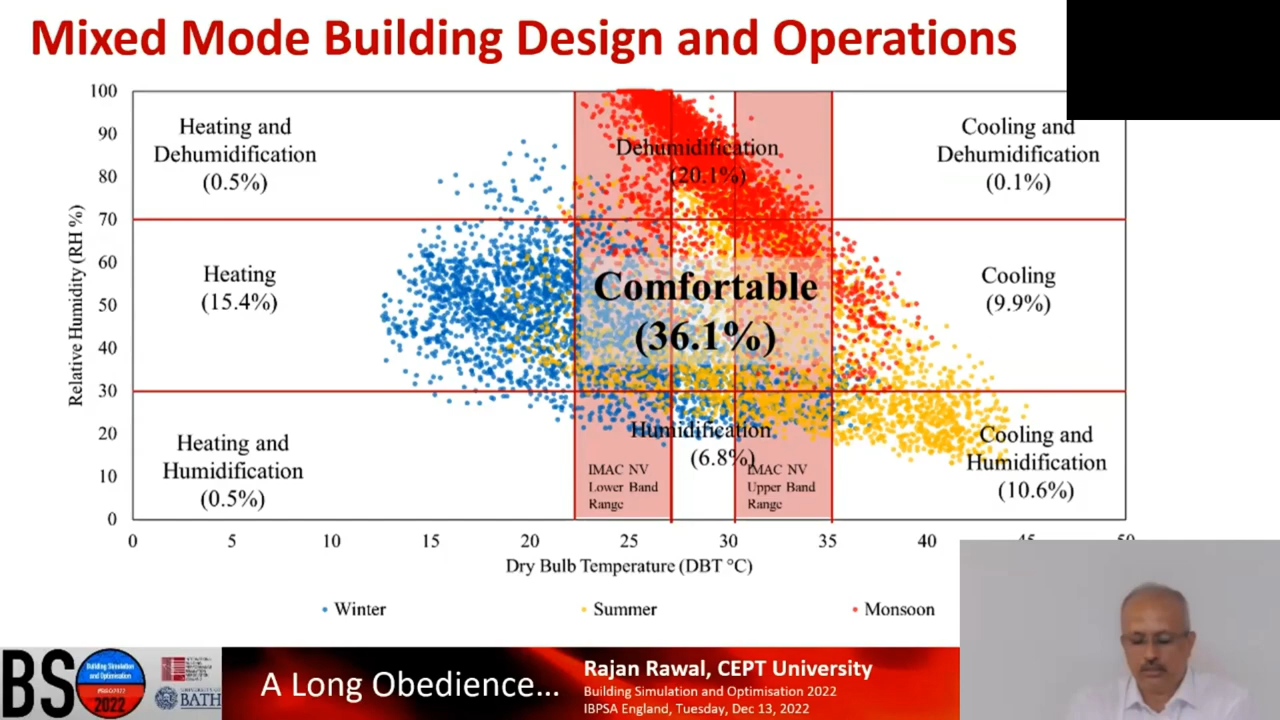 Mixed Mode Building Design and Operations
100
90
80
70
60
50
40
30
20
10
0
Relative Humidity (RH %)
Heating and
Dehumidification
(0.5%)
Dehumidification
(20.1%)
Cooling and
Dehumidification
(0.1%)
Heating
(15.4%)
Comfortable
(36.1%)
Cooling
(9.9%)
Heating and
Humidification
(0.5%)
Humidification
(6.8%)
Cooling and
Humidification
(10.6%)
IMAC NV
Lower Band
Range
IMAC NV
Upper Band
Range
0 5 10 15 20 25 30 35 40 45 50
Dry Bulb Temperature (DBT °C)
Winter Summer Monsoon
BS
Building Simulation
and Optimisation
2022
UNIVERSITY OF
BATH
A Long Obedience...
Rajan Rawal, CEPT University
Building Simulation and Optimisation 2022
IBPSA England, Tuesday, Dec 13, 2022